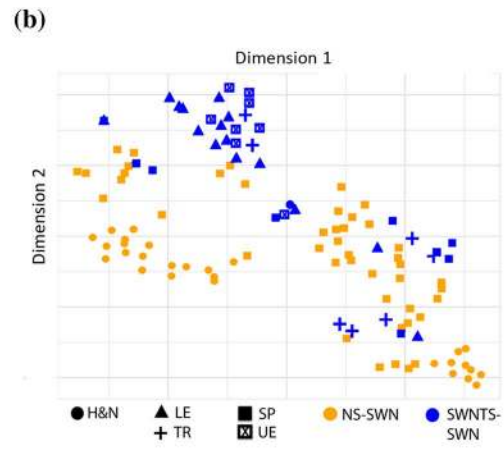 (b)
Dimension 1
Dimension 2
H&N LE SP NS-SWN SWNTS-
TR UE SWN